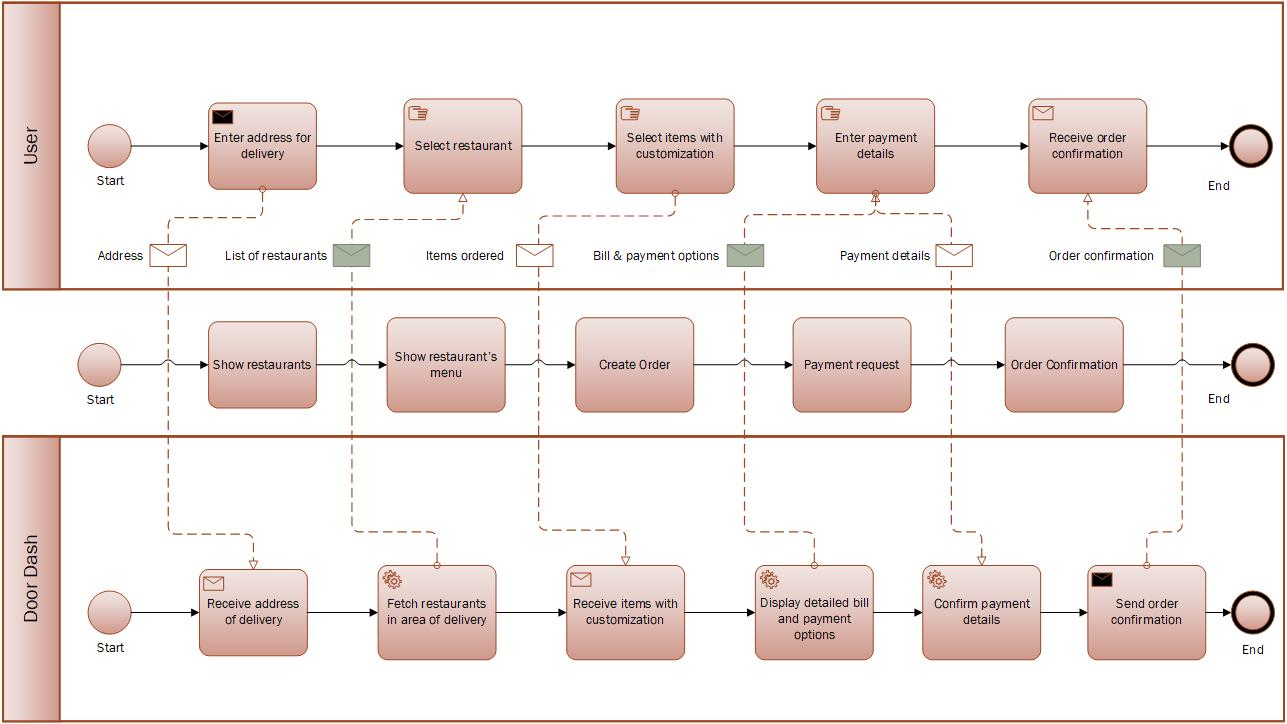 User
Enter address for
delivery
Select restaurant
Select items with
customization
Enter payment
details
Receive order
confirmation
Start
End
Address
List of restaurants
Items ordered
Bill & payment options
Payment details
Order confirmation
Show restaurants
Show restaurant's
menu
Create Order
Payment request
Order Confirmation
Start
End
Door Dash
Receive address
of delivery
Fetch restaurants
in area of delivery
Receive items with
customization
Display detailed bill
and payment
options
Confirm payment
details
Send order
confirmation
Start
End